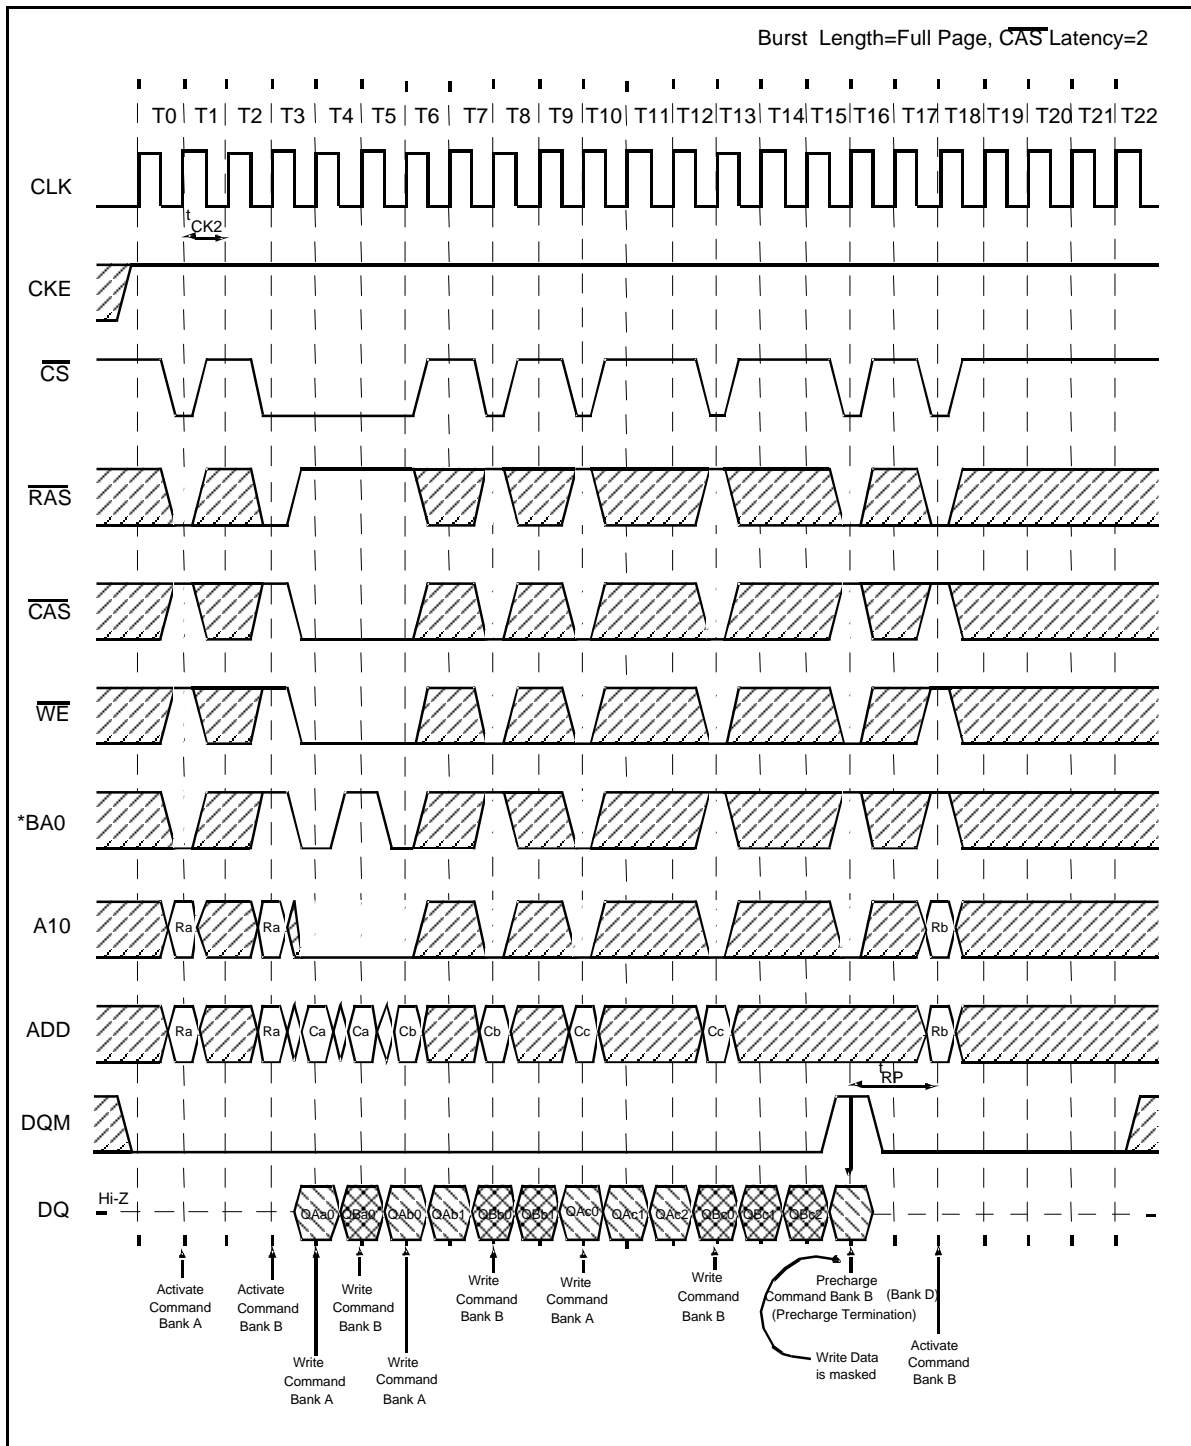 Burst Length=Full Page, CAS Latency=2
T0 T1 T2 T3 T4 T5 T6 T7 T8 T9 T10 T11 T12 T13 T14 T15 T16 T17 T18 T19 T20 T21 T22
CLK
t
CK2
CKE
CS
RAS
CAS
WE
*BA0
A10
Ra Ra Rb
ADD
Ra Ra Ca Ca Cb Cb Cc Cc Rb
t
RP
DQM
Hi-Z
DQ
QAa0 QBa0 QAb0 QAb1 QBb0 QBb1 QAc0 QAc1 QAc2 QBc0 QBc1 QBc2
Activate
Command
Bank A
Activate
Command
Bank B
Write
Command
Bank B
Write
Command
Bank B
Write
Command
Bank A
Write
Command
Bank B
Precharge
Command Bank B (Bank D)
(Precharge Termination)
Write
Command
Bank A
Write
Command
Bank A
Write Data
is masked
Activate
Command
Bank B